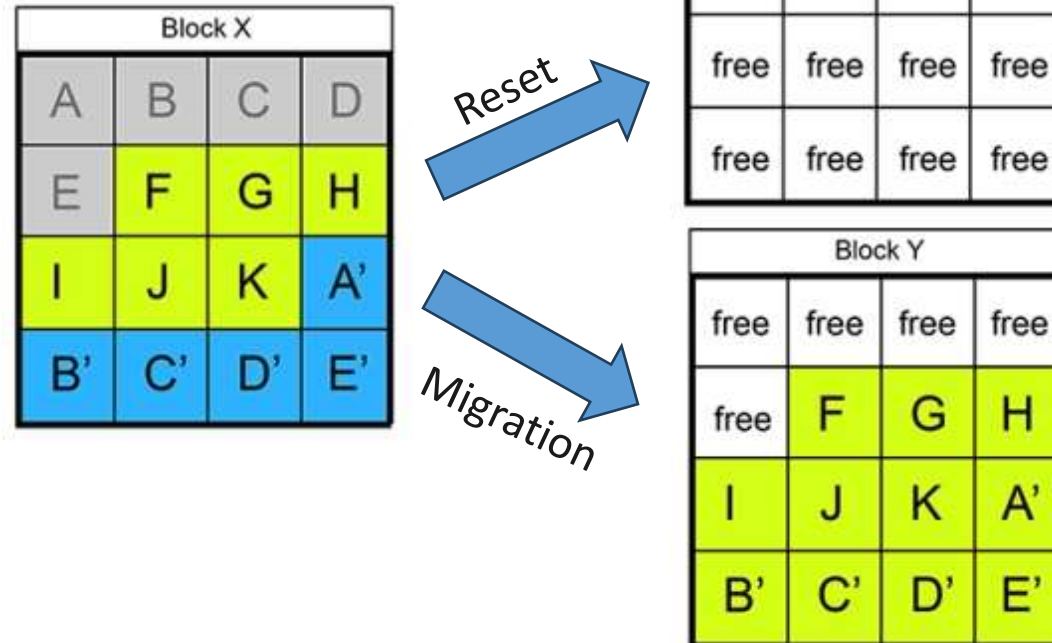 Block X
A B C D
E F G H
I J K A’
B’ C’ D’ E’
Reset
Migration
free free free free
free free free free
Block Y
free free free free
free F G H
I J K A’
B’ C’ D’ E’